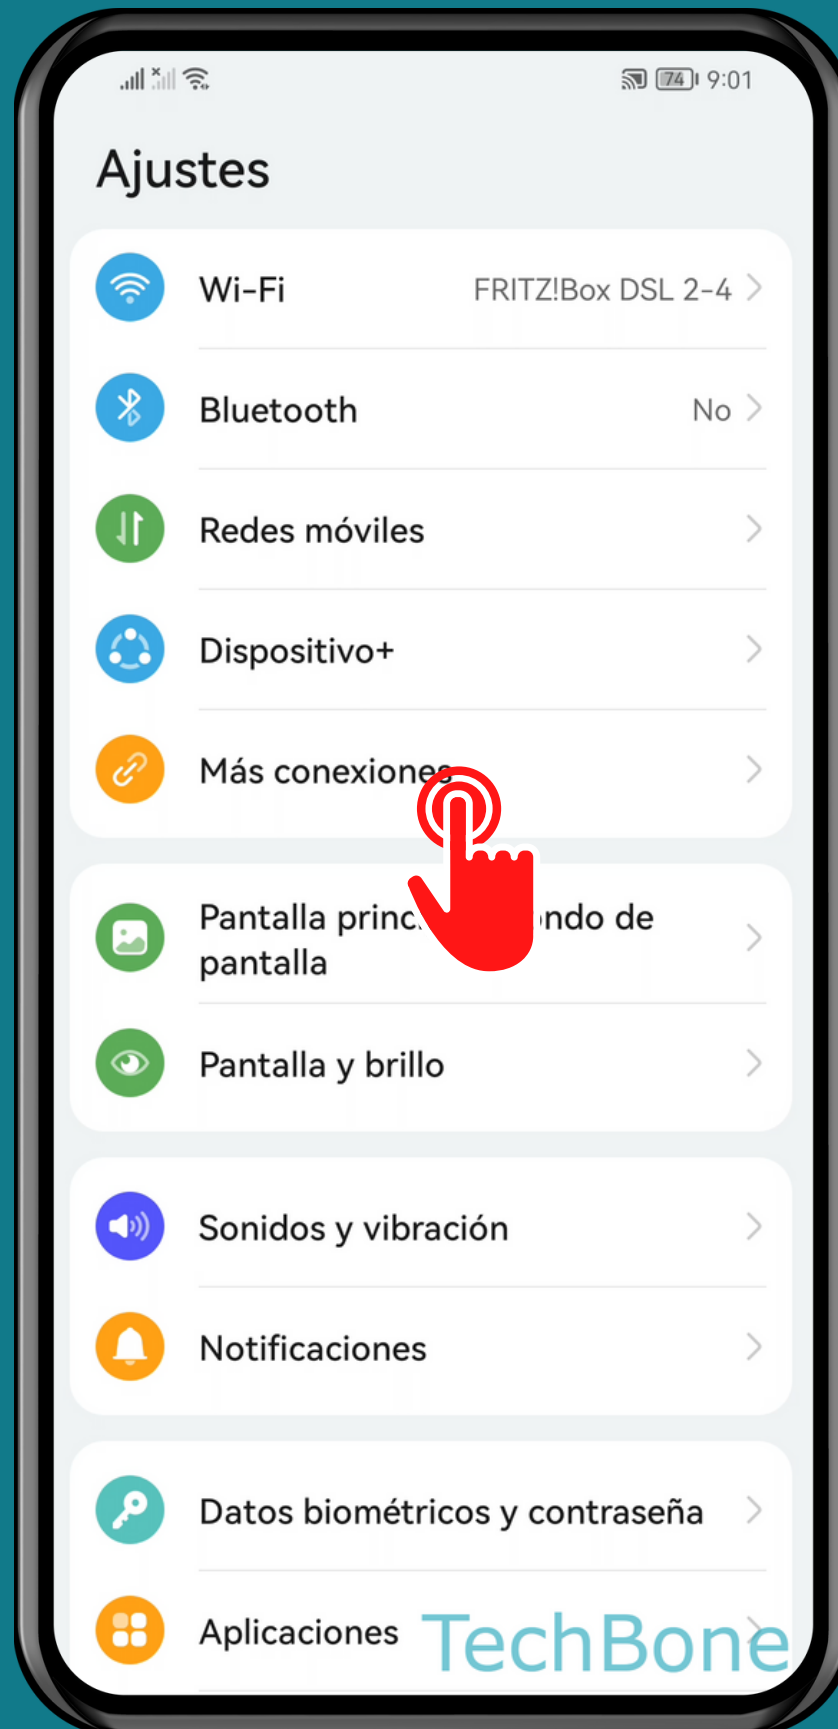 74 9:01
Ajustes
Wi-Fi FRITZ!Box DSL 2-4
Bluetooth No
Redes móviles
Dispositivo+
Más conexiones
Pantalla ndo de
pantalla
Pantalla y brillo
Sonidos y vibración
Notificaciones
Datos biométricos y contraseña
Aplicaciones
TechBone